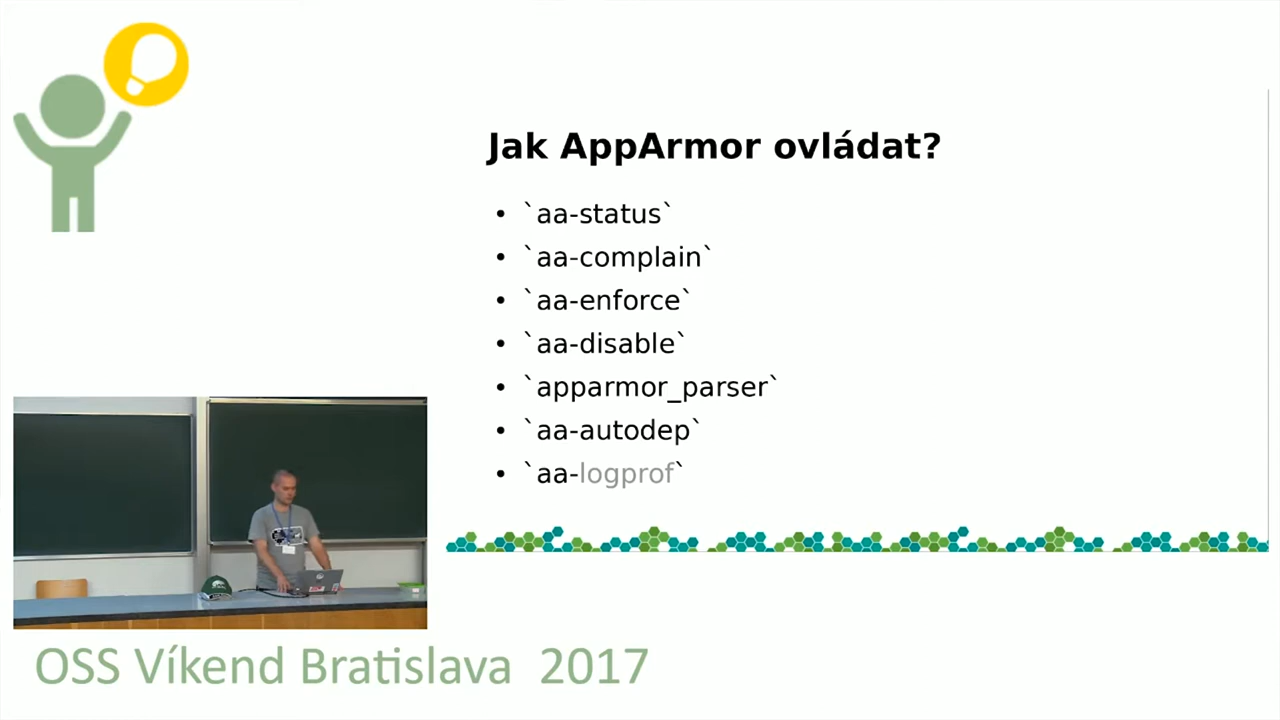 Jak AppArmor ovládat?
• `aa-status`
• `aa-complain`
• `aa-enforce`
• `aa-disable`
• `apparmor_parser`
• `aa-autodep`
• `aa-logprof`
OSS Víkend Bratislava 2017